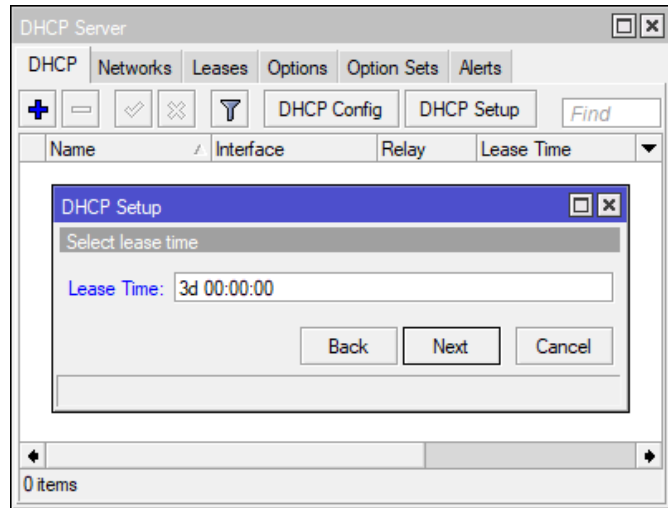 DHCP Server
DHCP Networks Leases Options Option Sets Alerts
DHCP Config DHCP Setup Find
Name Interface Relay Lease Time
DHCP Setup
Select lease time
Lease Time: 3d 00:00:00
Back Next Cancel
0 items